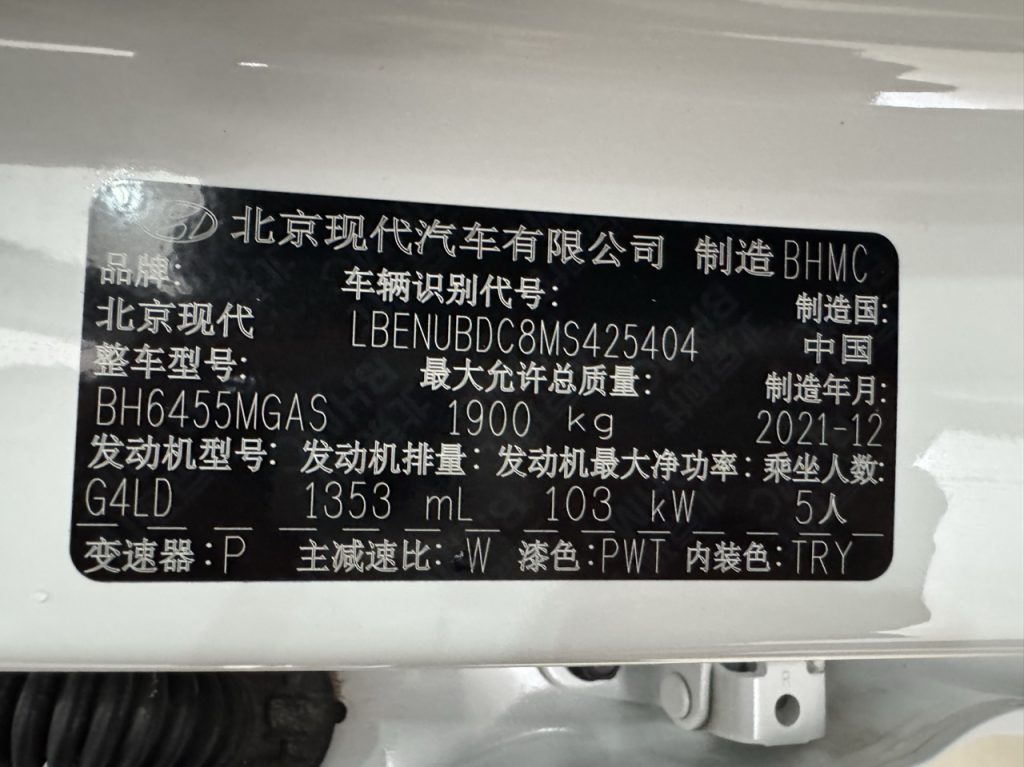 北京现代汽车有限公司 制造 BHMC
品牌: 车辆识别代号: 制造国:
北京现代 LBENUBDC8MS425404 中国
整车型号: 最大允许总质量: 制造年月:
BH6455MGAS 1900 kg 2021-12
发动机型号: 发动机排量: 发动机最大净功率: 乘坐人数:
G4LD 1353 mL 103 kW 5人
变速器:P 主减速比: W 漆色:PWT 内装色:TRY
R